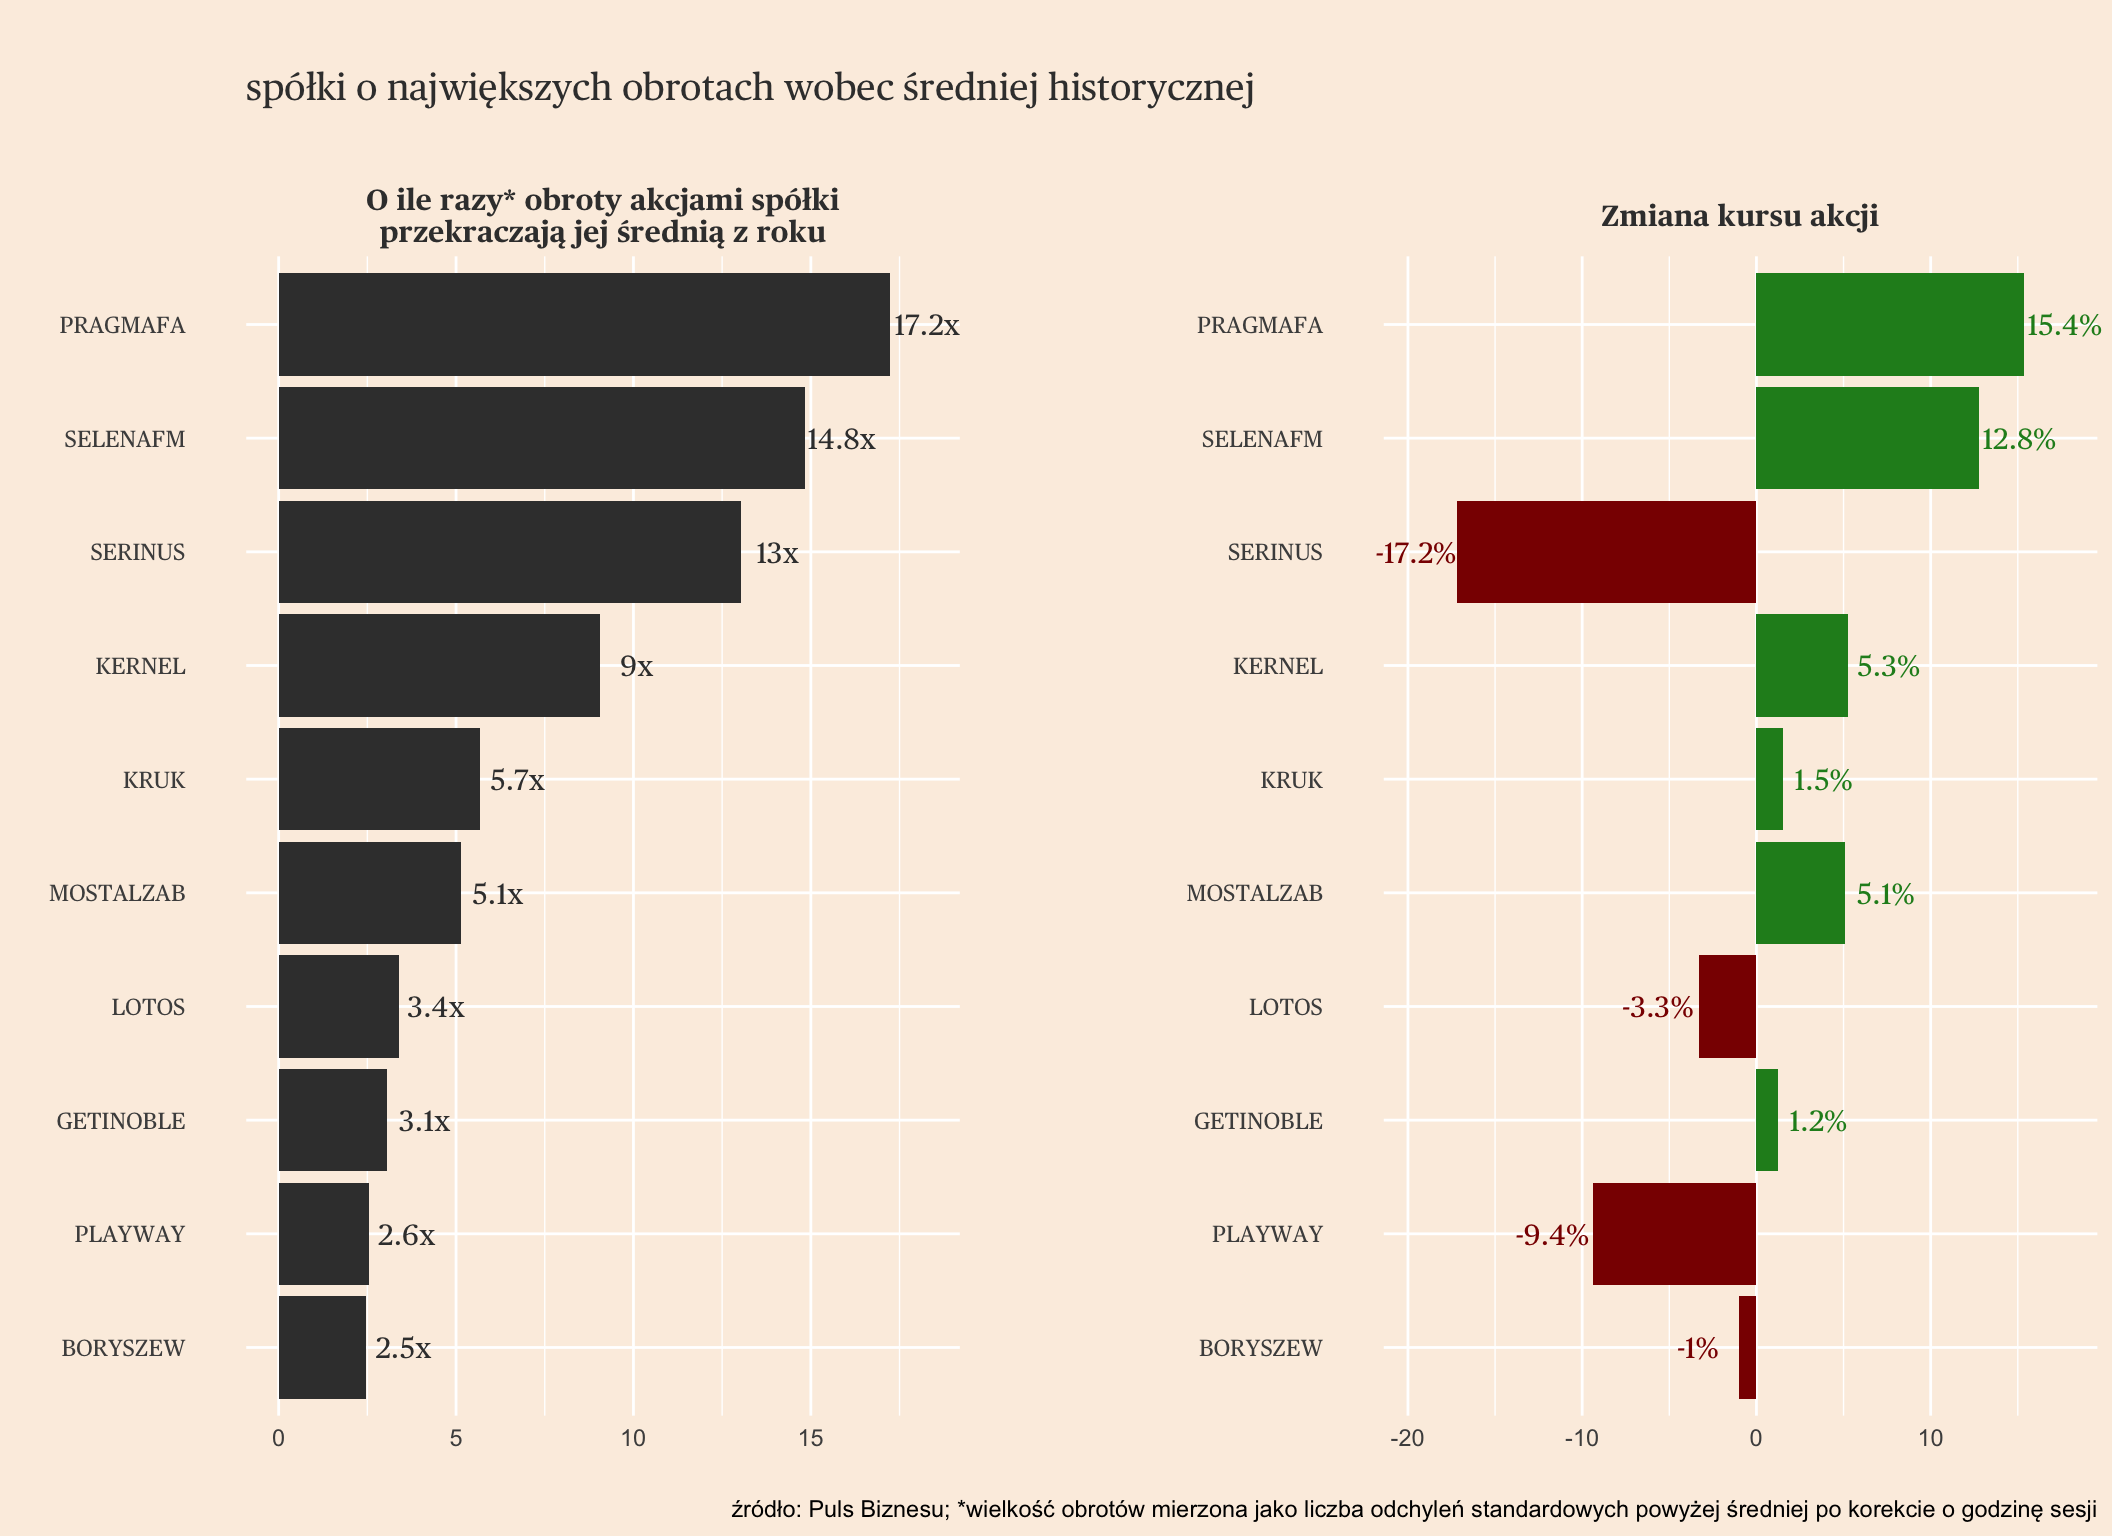 spółki o największych obrotach wobec średniej historycznej
O ile razy* obroty akcjami spółki
przekraczają jej średnią z roku
PRAGMAFA 17.2x
SELENAFM 14.8x
SERINUS 13x
KERNEL 9x
KRUK 5.7x
MOSTALZAB 5.1x
LOTOS 3.4x
GETINOBLE 3.1x
PLAYWAY 2.6x
BORYSZEW 2.5x
0 5 10 15
Zmiana kursu akcji
PRAGMAFA 15.4%
SELENAFM 12.8%
SERINUS -17.2%
KERNEL 5.3%
KRUK 1.5%
MOSTALZAB 5.1%
LOTOS -3.3%
GETINOBLE 1.2%
PLAYWAY -9.4%
BORYSZEW -1%
-20 -10 0 10
źródło: Puls Biznesu; *wielkość obrotów mierzona jako liczba odchyleń standardowych powyżej średniej po korekcie o godzinę sesji